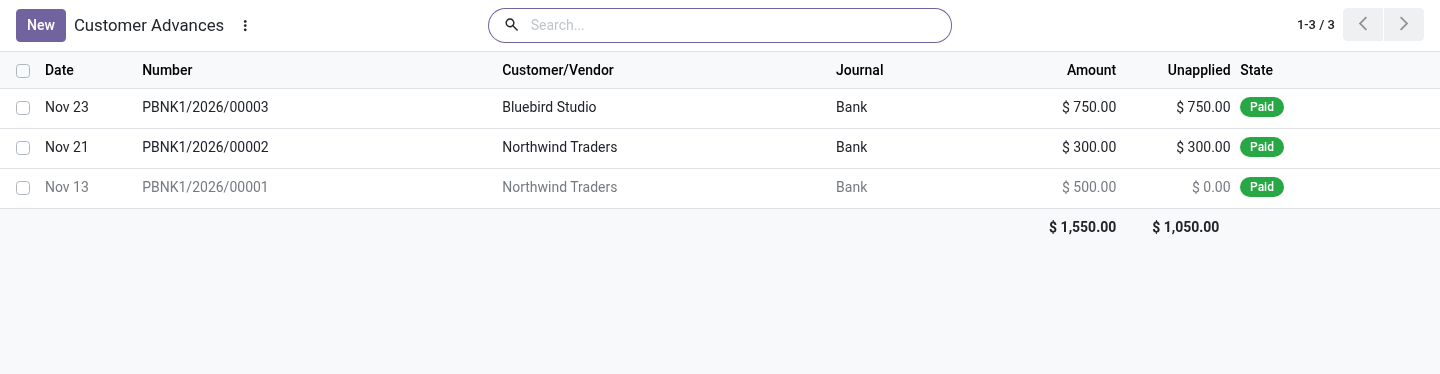 New Customer Advances Search... 1-3 / 3
Date Number Customer/Vendor Journal Amount Unapplied State
Nov 23 PBNK1/2026/00003 Bluebird Studio Bank $ 750.00 $ 750.00 Paid
Nov 21 PBNK1/2026/00002 Northwind Traders Bank $ 300.00 $ 300.00 Paid
Nov 13 PBNK1/2026/00001 Northwind Traders Bank $ 500.00 $ 0.00 Paid
$ 1,550.00 $ 1,050.00